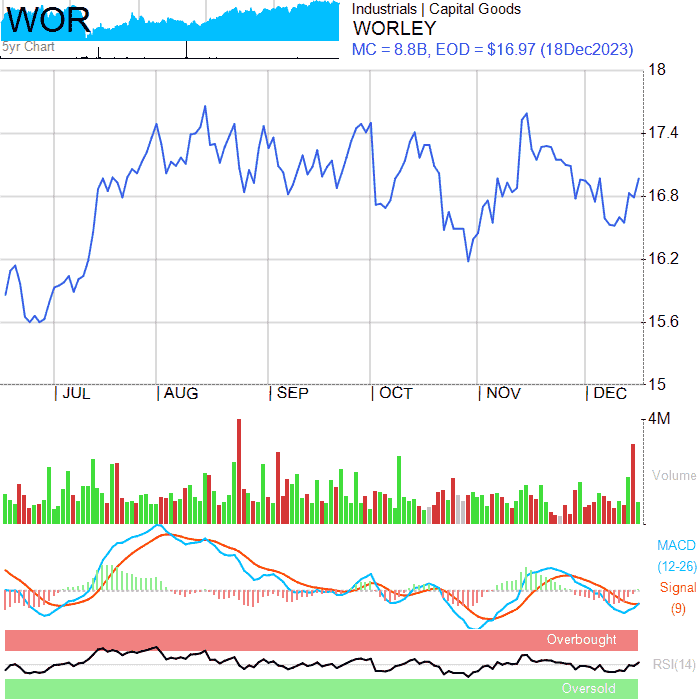 WOR
5yr Chart
Industrials | Capital Goods
WORLEY
MC = 8.8B, EOD = $16.97 (18Dec2023)
18
17.4
16.8
16.2
15.6
15
JUL
AUG
SEP
OCT
NOV
DEC
4M
Volume
MACD
(12-26)
Signal
(9)
Overbought
RSI(14)
Oversold